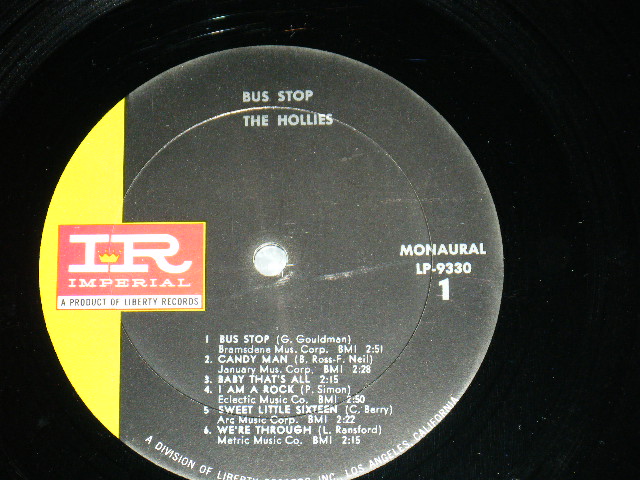 BUS STOP
THE HOLLIES
IR
IMPERIAL
A PRODUCT OF LIBERTY RECORDS
MONAURAL
LP-9330
1
1 BUS STOP (G. Gouldman)
Bramsdene Mus. Corp. BMI 2:51
2. CANDY MAN (B. Ross-F. Neil)
January Mus. Corp. BMI 2:28
3. BABY THAT'S ALL 2:15
4. I AM A ROCK (P. Simon)
Eclectic Music Co. BMI 2:50
5 SWEET LITTLE SIXTEEN (C. Berry)
Arc Music Corp. BMI 2:22
6. WE'RE THROUGH (L. Ransford)
Metric Music Co. BMI 2:15
A DIVISION OF LIBERTY RECORDS INC. LOS ANGELES, CALIFORNIA